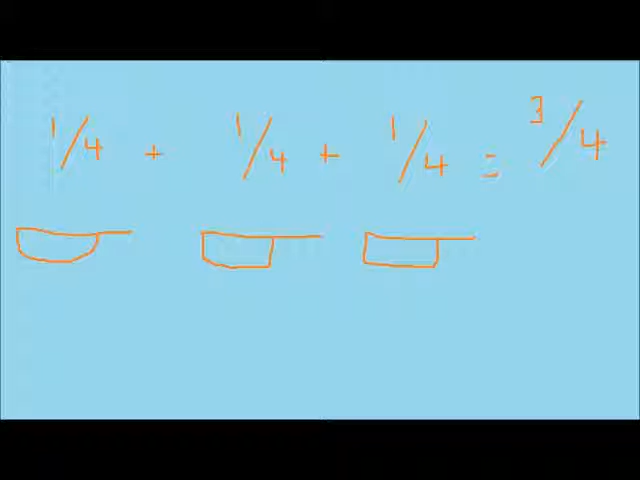 1/4 + 1/4 + 1/4 = 3/4